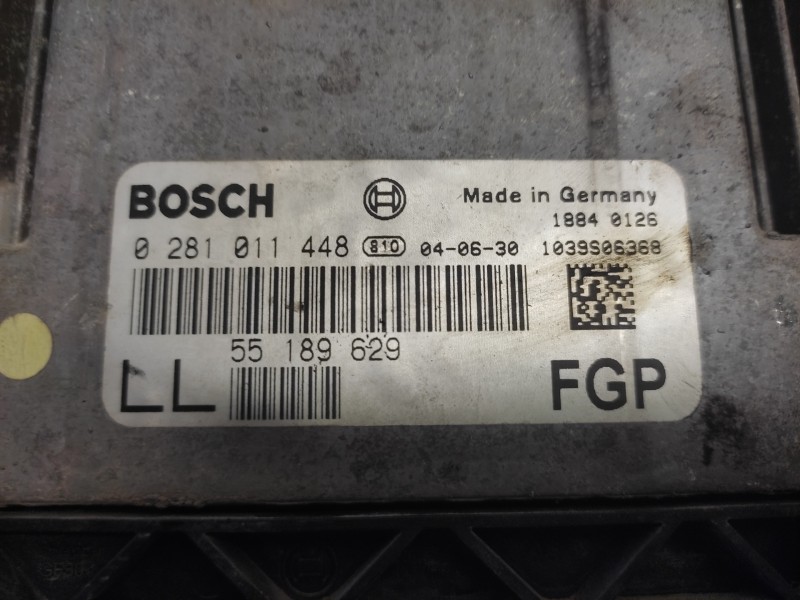 BOSCH
Made in Germany
1884 0126
0 281 011 448 810 04-06-30 1039S06368
55 189 629
LL
FGP